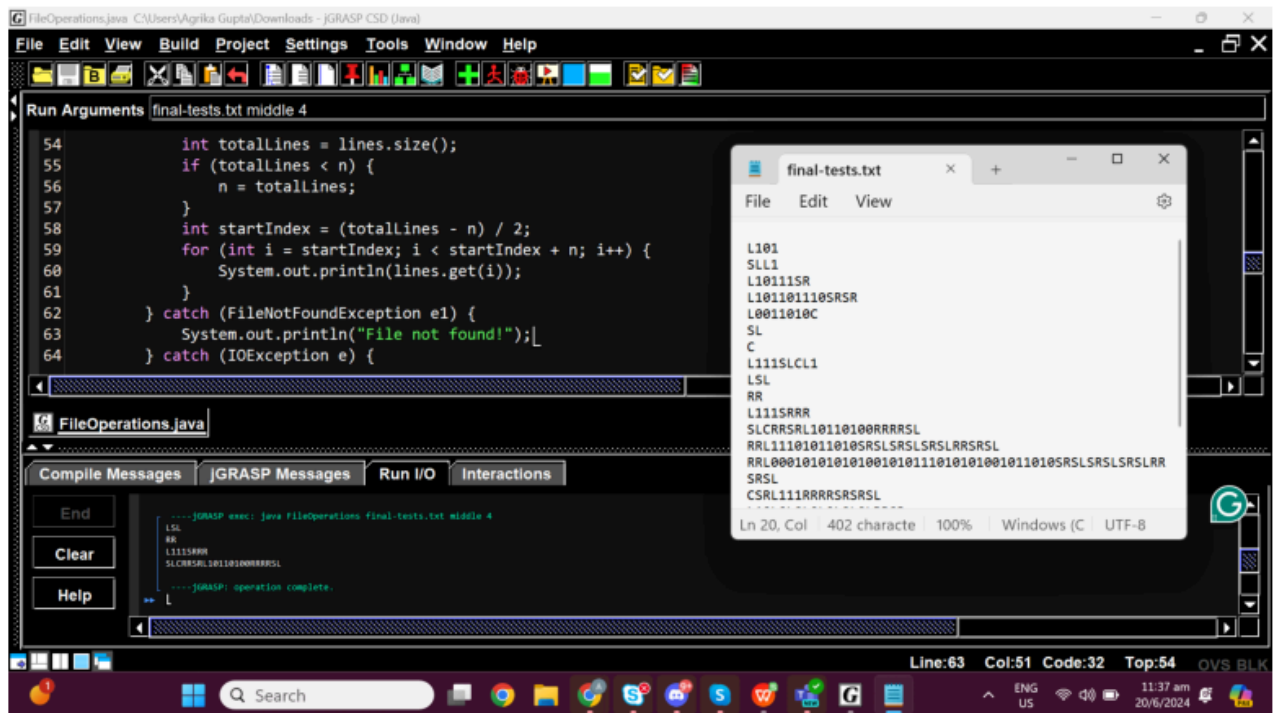 FileOperations.java C:\Users\Agrika Gupta\Downloads - jGRASP CSD (Java)
File Edit View Build Project Settings Tools Window Help
Run Arguments final-tests.txt middle 4
54 int totalLines = lines.size();
55 if (totalLines < n) {
56 n = totalLines;
57 }
58 int startIndex = (totalLines - n) / 2;
59 for (int i = startIndex; i < startIndex + n; i++) {
60 System.out.println(lines.get(i));
61 }
62 } catch (FileNotFoundException e1) {
63 System.out.println("File not found!");
64 } catch (IOException e) {
FileOperations.java
Compile Messages jGRASP Messages Run I/O Interactions
End
Clear
Help
----jGRASP exec: java FileOperations final-tests.txt middle 4
LSL
RR
L111SRRR
SLCRRSRL10110100RRRRSL
----jGRASP: operation complete.
final-tests.txt
File Edit View
L101
SLL1
L10111SR
L101101110SRSR
L0011010C
SL
C
L111SLCL1
LSL
RR
L111SRRR
SLCRRSRL10110100RRRRSL
RRL11101011010SRSLSRSLSRSLRRSRSL
RRL00010101010100101011101010100101101​0SRSLSRSLSRSLRR
SRSL
CSRL111RRRRSRSRSL
Ln 20, Col 402 characte 100% Windows (C UTF-8
Line:63 Col:51 Code:32 Top:54 OVS BLK
Search
ENG
US
11:37 am
20/6/2024